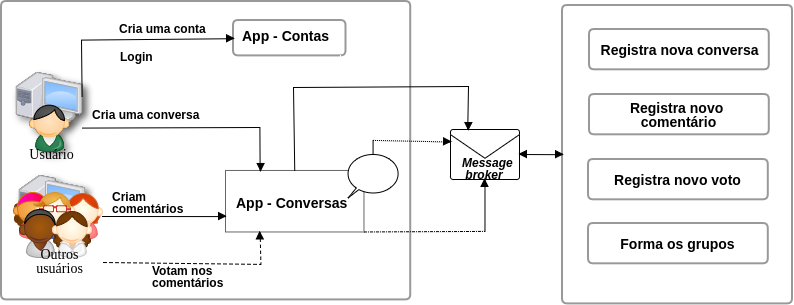 Cria uma conta
Login
App - Contas
Cria uma conversa
Usuário
Criam
comentários
App - Conversas
Outros
usuários
Votam nos
comentários
Message
broker
Registra nova conversa
Registra novo
comentário
Registra novo voto
Forma os grupos